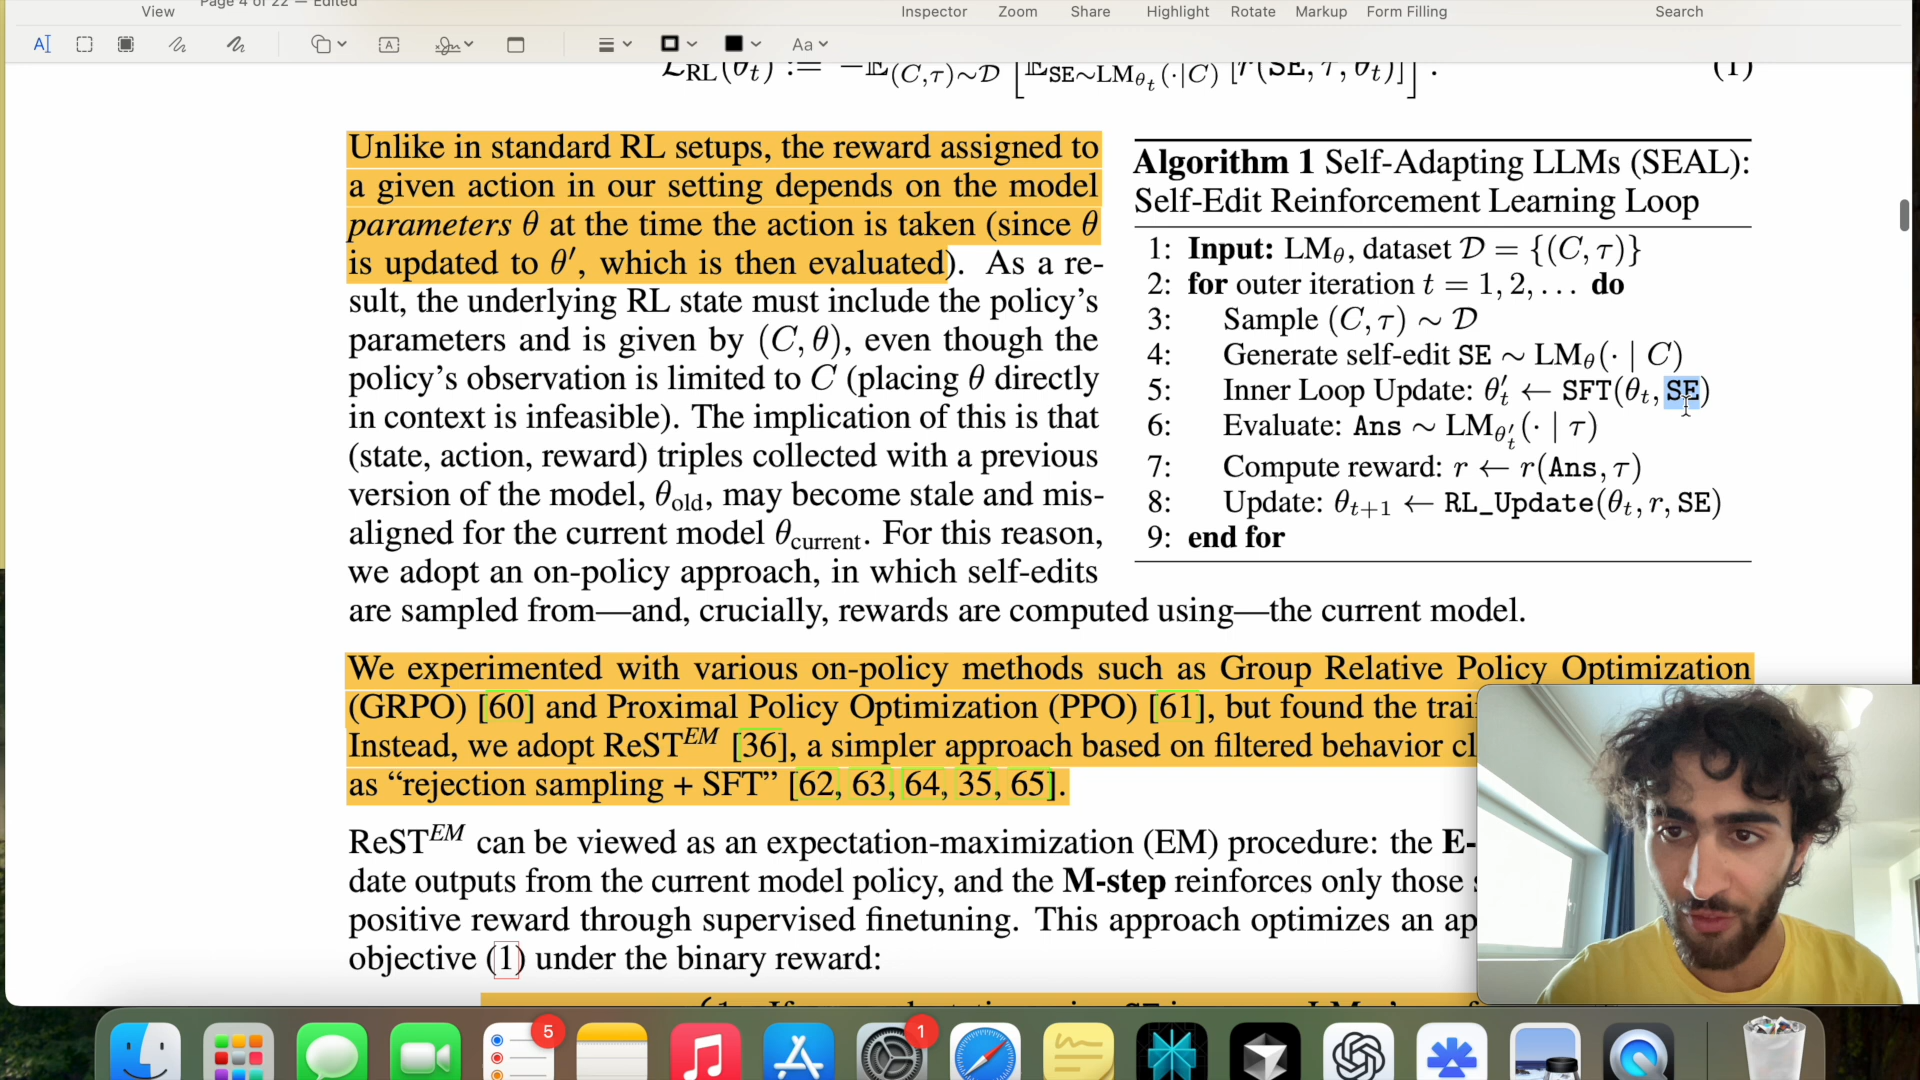 Page 4 of 22 — Edited
View Inspector Zoom Share Highlight Rotate Markup Form Filling Search
A
Aa
ℒ_RL(θ_t) := −𝔼_(C,τ)∼𝒟 [𝔼_SE∼LM_θ_t(·|C) [r(SE, τ, θ_t)]] . (1)
Unlike in standard RL setups, the reward assigned to
a given action in our setting depends on the model
parameters θ at the time the action is taken (since θ
is updated to θ′, which is then evaluated). As a re-
sult, the underlying RL state must include the policy's
parameters and is given by (C, θ), even though the
policy's observation is limited to C (placing θ directly
in context is infeasible). The implication of this is that
(state, action, reward) triples collected with a previous
version of the model, θ_old, may become stale and mis-
aligned for the current model θ_current. For this reason,
we adopt an on-policy approach, in which self-edits
are sampled from—and, crucially, rewards are computed using—the current model.
Algorithm 1 Self-Adapting LLMs (SEAL):
Self-Edit Reinforcement Learning Loop
1: Input: LM_θ, dataset 𝒟 = {(C, τ)}
2: for outer iteration t = 1, 2, … do
3: Sample (C, τ) ∼ 𝒟
4: Generate self-edit SE ∼ LM_θ(· | C)
5: Inner Loop Update: θ′_t ← SFT(θ_t, SE)
6: Evaluate: Ans ∼ LM_θ′_t(· | τ)
7: Compute reward: r ← r(Ans, τ)
8: Update: θ_t+1 ← RL_Update(θ_t, r, SE)
9: end for
We experimented with various on-policy methods such as Group Relative Policy Optimization
(GRPO) [60] and Proximal Policy Optimization (PPO) [61], but found the trai
Instead, we adopt ReST^EM [36], a simpler approach based on filtered behavior cl
as “rejection sampling + SFT” [62, 63, 64, 35, 65].
ReST^EM can be viewed as an expectation-maximization (EM) procedure: the E-
date outputs from the current model policy, and the M-step reinforces only those
positive reward through supervised finetuning. This approach optimizes an ap
objective (1) under the binary reward:
5
1